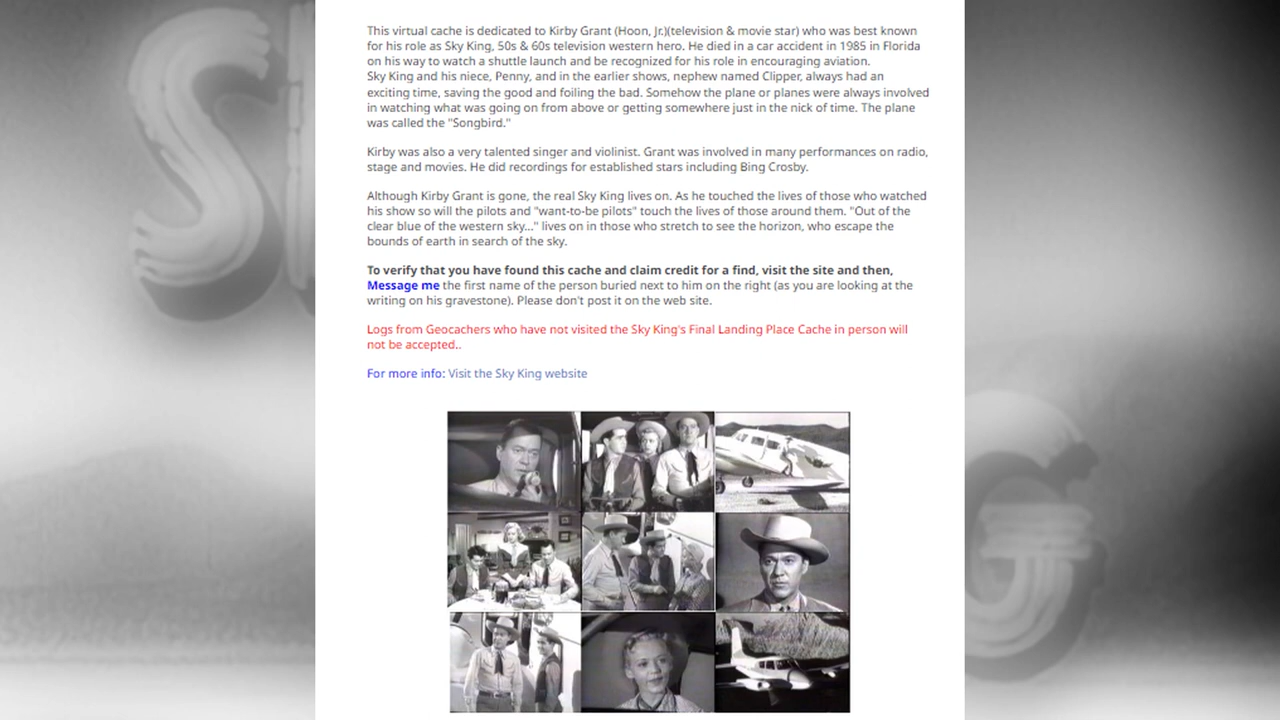 This virtual cache is dedicated to Kirby Grant (Hoon, Jr.)(television & movie star) who was best known
for his role as Sky King, 50s & 60s television western hero. He died in a car accident in 1985 in Florida
on his way to watch a shuttle launch and be recognized for his role in encouraging aviation.
Sky King and his niece, Penny, and in the earlier shows, nephew named Clipper, always had an
exciting time, saving the good and foiling the bad. Somehow the plane or planes were always involved
in watching what was going on from above or getting somewhere just in the nick of time. The plane
was called the "Songbird."
Kirby was also a very talented singer and violinist. Grant was involved in many performances on radio,
stage and movies. He did recordings for established stars including Bing Crosby.
Although Kirby Grant is gone, the real Sky King lives on. As he touched the lives of those who watched
his show so will the pilots and "want-to-be pilots" touch the lives of those around them. "Out of the
clear blue of the western sky..." lives on in those who stretch to see the horizon, who escape the
bounds of earth in search of the sky.
To verify that you have found this cache and claim credit for a find, visit the site and then,
Message me the first name of the person buried next to him on the right (as you are looking at the
writing on his gravestone). Please don't post it on the web site.
Logs from Geocachers who have not visited the Sky King's Final Landing Place Cache in person will
not be accepted..
For more info: Visit the Sky King website
S
G